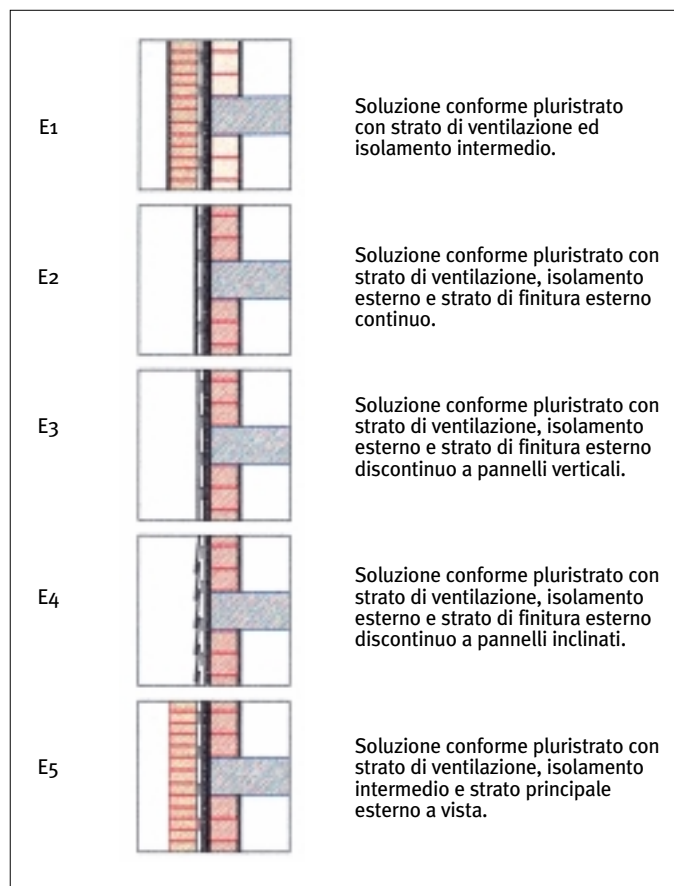 E1
Soluzione conforme pluristrato
con strato di ventilazione ed
isolamento intermedio.
E2
Soluzione conforme pluristrato con
strato di ventilazione, isolamento
esterno e strato di finitura esterno
continuo.
E3
Soluzione conforme pluristrato con
strato di ventilazione, isolamento
esterno e strato di finitura esterno
discontinuo a pannelli verticali.
E4
Soluzione conforme pluristrato con
strato di ventilazione, isolamento
esterno e strato di finitura esterno
discontinuo a pannelli inclinati.
E5
Soluzione conforme pluristrato con
strato di ventilazione, isolamento
intermedio e strato principale
esterno a vista.